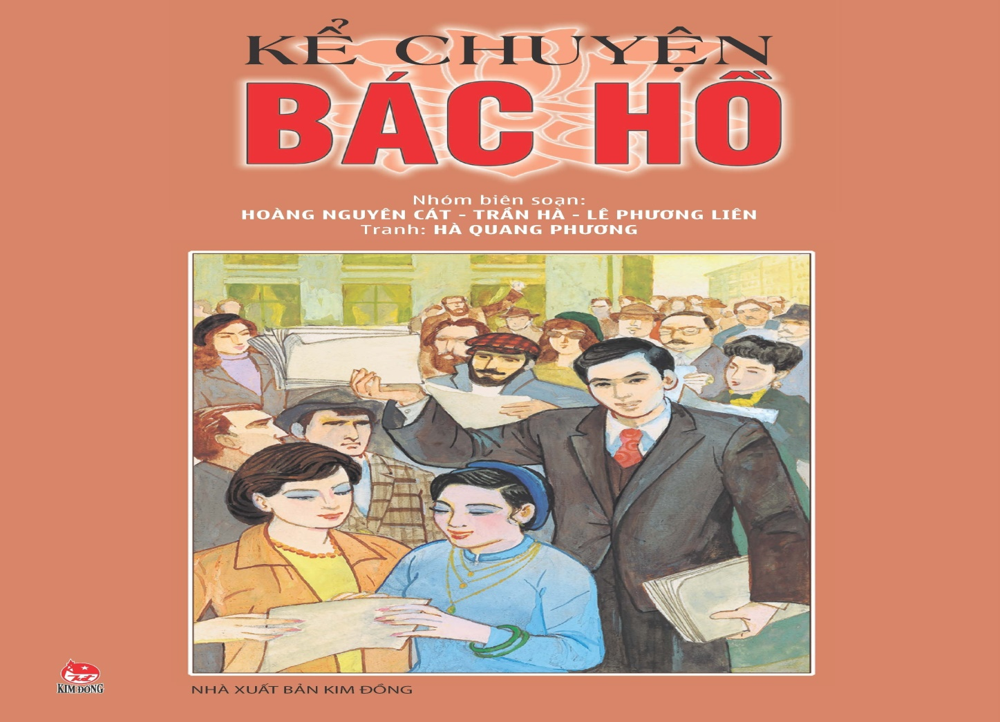 KỂ CHUYỆN
BÁC HỒ
Nhóm biên soạn:
HOÀNG NGUYÊN CÁT - TRẦN HÀ - LÊ PHƯƠNG LIÊN
Tranh: HÀ QUANG PHƯƠNG
KIM ĐỒNG
NHÀ XUẤT BẢN KIM ĐỒNG